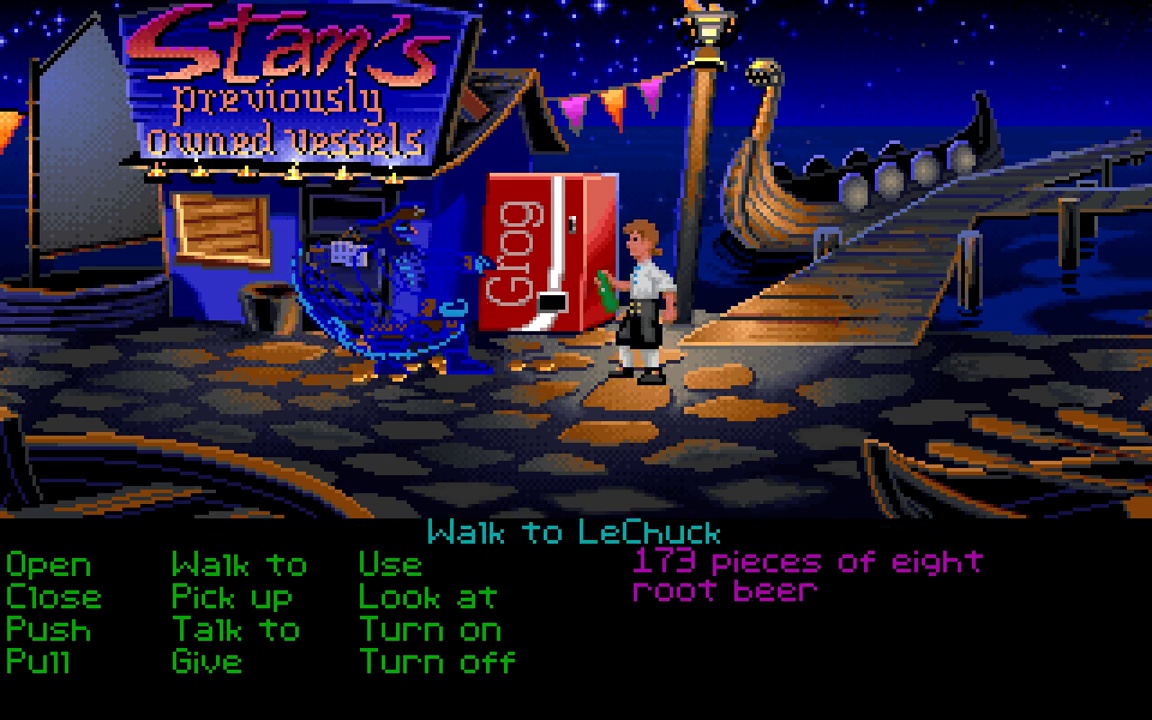 Stan's
previously
owned vessels
Grog
Walk to LeChuck
Open Walk to Use 173 pieces of eight
Close Pick up Look at root beer
Push Talk to Turn on
Pull Give Turn off